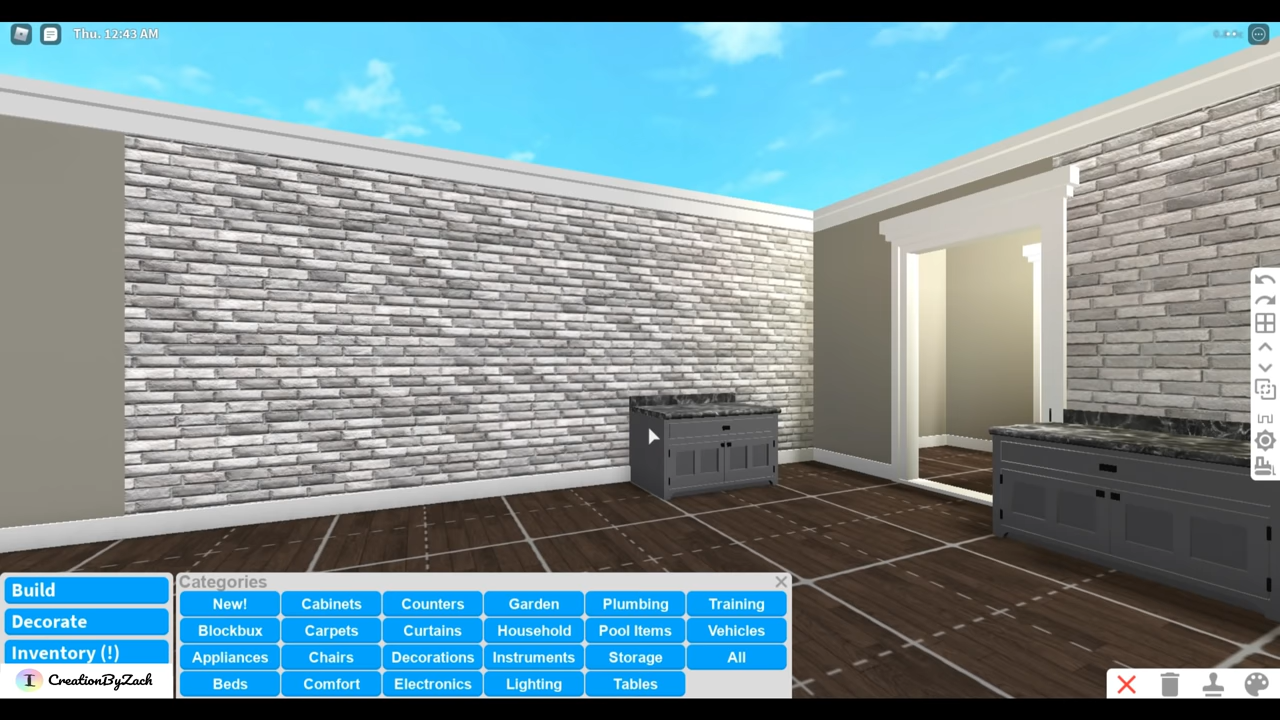 Thu. 12:43 AM
Build
Decorate
Inventory (!)
CreationByZach
Categories
New! Cabinets Counters Garden Plumbing Training
Blockbux Carpets Curtains Household Pool Items Vehicles
Appliances Chairs Decorations Instruments Storage All
Beds Comfort Electronics Lighting Tables